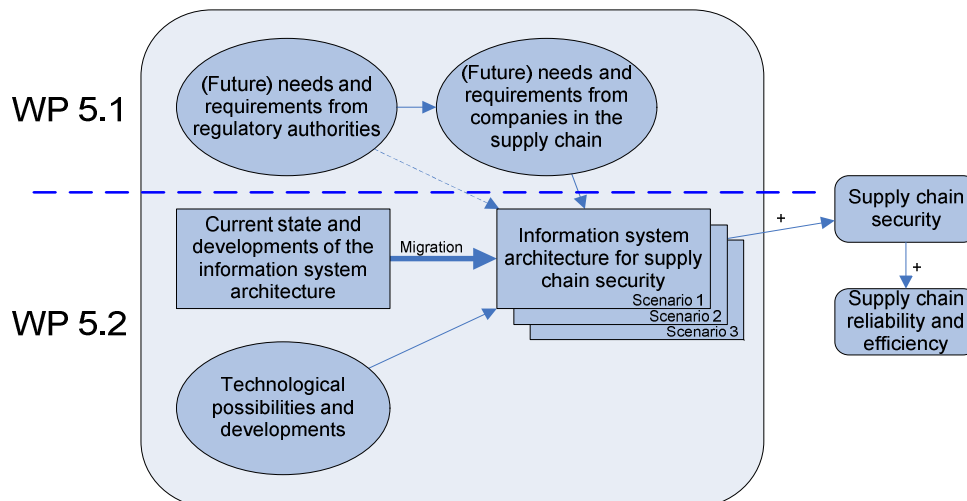 WP 5.1
(Future) needs and
requirements from
regulatory authorities
(Future) needs and
requirements from
companies in the
supply chain
WP 5.2
Current state and
developments of the
information system
architecture
Migration
Information system
architecture for supply
chain security
Scenario 1
Scenario 2
Scenario 3
+
Supply chain
security
+
Supply chain
reliability and
efficiency
Technological
possibilities and
developments